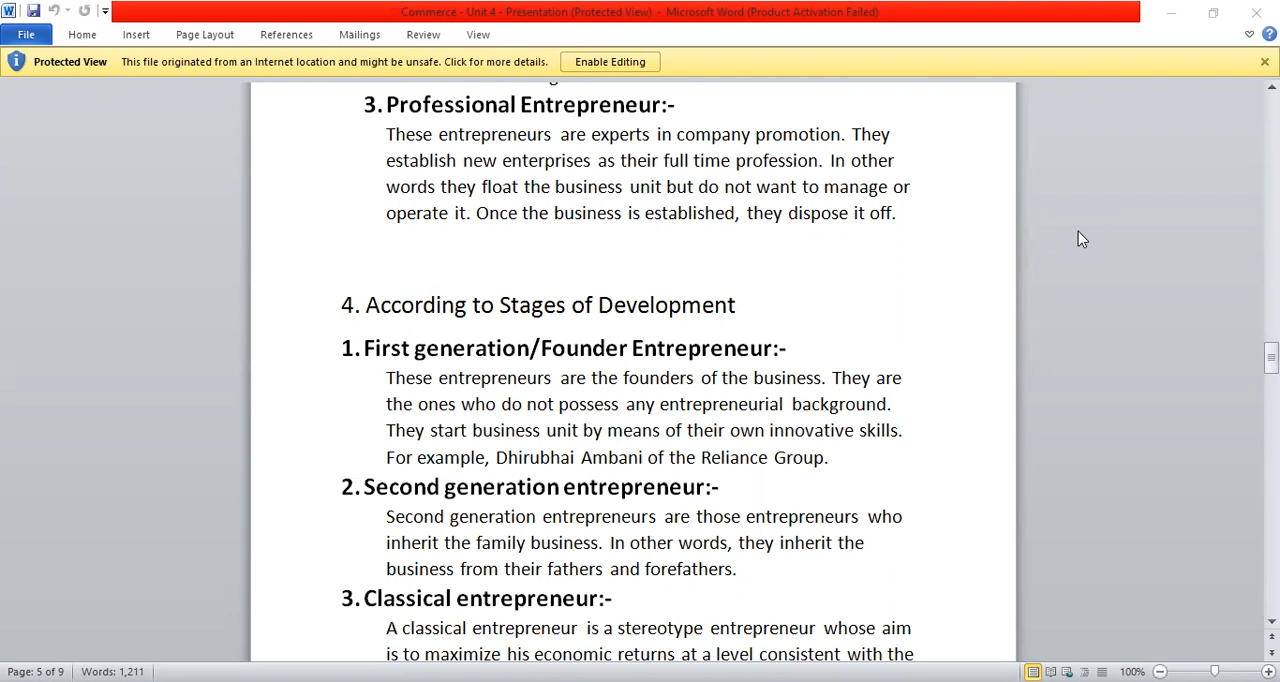 Commerce - Unit 4 - Presentation (Protected View) - Microsoft Word (Product Activation Failed)
File Home Insert Page Layout References Mailings Review View
Protected View This file originated from an Internet location and might be unsafe. Click for more details. Enable Editing
3. Professional Entrepreneur:-
These entrepreneurs are experts in company promotion. They
establish new enterprises as their full time profession. In other
words they float the business unit but do not want to manage or
operate it. Once the business is established, they dispose it off.
4. According to Stages of Development
1. First generation/Founder Entrepreneur:-
These entrepreneurs are the founders of the business. They are
the ones who do not possess any entrepreneurial background.
They start business unit by means of their own innovative skills.
For example, Dhirubhai Ambani of the Reliance Group.
2. Second generation entrepreneur:-
Second generation entrepreneurs are those entrepreneurs who
inherit the family business. In other words, they inherit the
business from their fathers and forefathers.
3. Classical entrepreneur:-
A classical entrepreneur is a stereotype entrepreneur whose aim
is to maximize his economic returns at a level consistent with the
Page: 5 of 9 Words: 1,211 100%